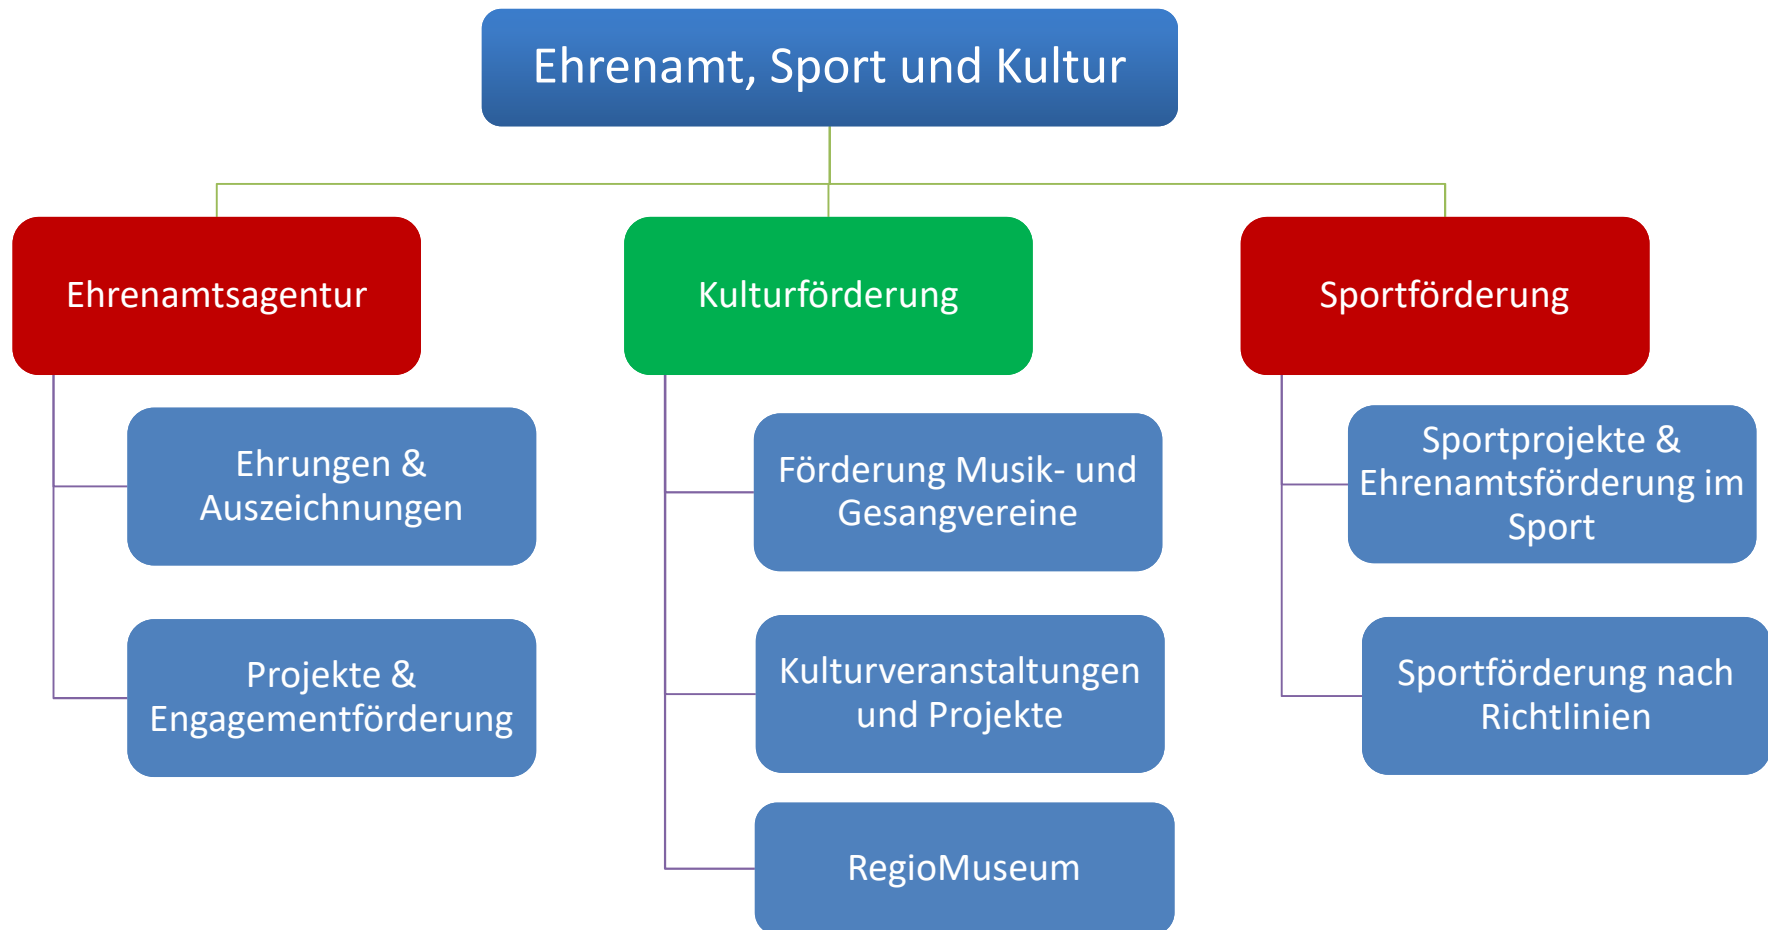 Ehrenamt, Sport und Kultur
Ehrenamtsagentur
Ehrungen &
Auszeichnungen
Projekte &
Engagementförderung
Kulturförderung
Förderung Musik- und
Gesangvereine
Kulturveranstaltungen
und Projekte
RegioMuseum
Sportförderung
Sportprojekte &
Ehrenamtsförderung im
Sport
Sportförderung nach
Richtlinien